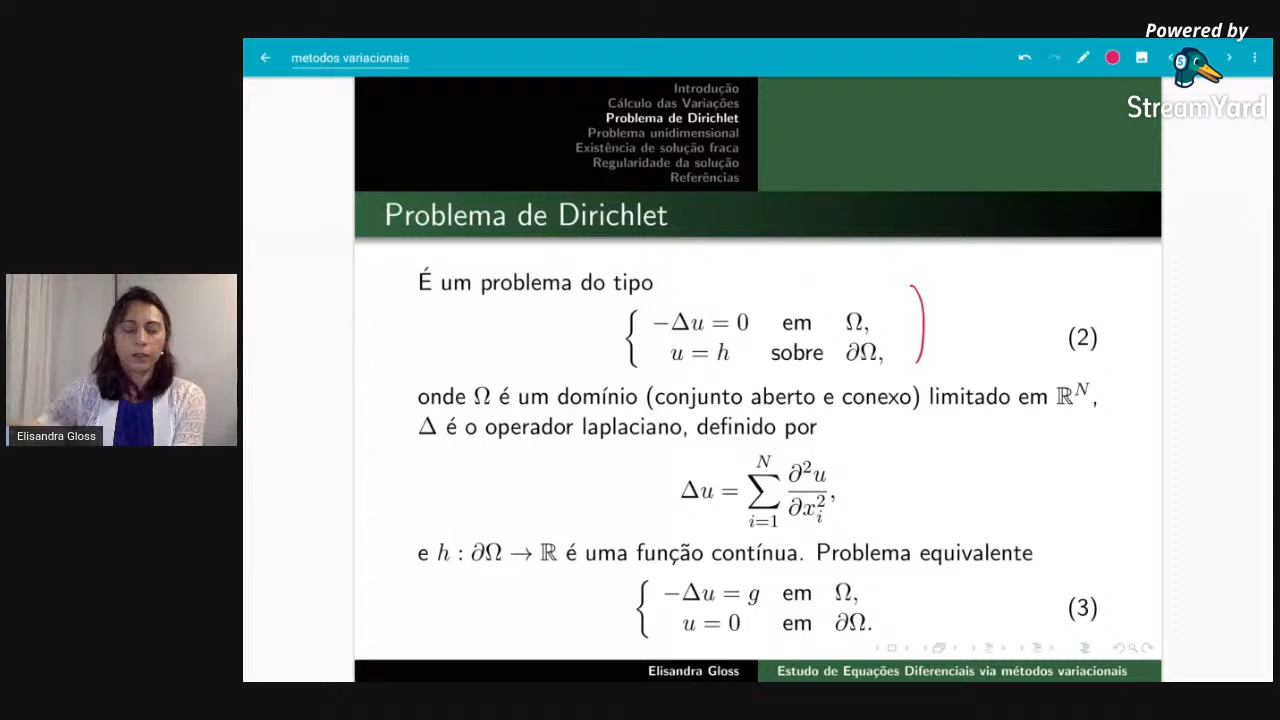 Powered by
StreamYard
metodos variacionais
Introdução
Cálculo das Variações
Problema de Dirichlet
Problema unidimensional
Existência de solução fraca
Regularidade da solução
Referências
Problema de Dirichlet
É um problema do tipo
−Δu = 0 em Ω,
u = h sobre ∂Ω,
(2)
onde Ω é um domínio (conjunto aberto e conexo) limitado em ℝᴺ,
Δ é o operador laplaciano, definido por
Δu = ∑_{i=1}^{N} ∂²u/∂x_i²,
e h : ∂Ω → ℝ é uma função contínua. Problema equivalente
−Δu = g em Ω,
u = 0 em ∂Ω.
(3)
Elisandra Gloss
Elisandra Gloss
Estudo de Equações Diferenciais via métodos variacionais